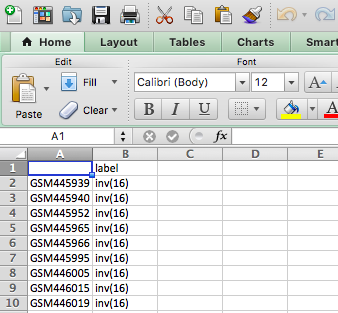 Home Layout Tables Charts Smar
Edit Font
Paste Fill Clear Calibri (Body) 12 A A
B I U A
A1 fx
A B C D E
1 label
2 GSM445939 inv(16)
3 GSM445940 inv(16)
4 GSM445952 inv(16)
5 GSM445965 inv(16)
6 GSM445966 inv(16)
7 GSM445995 inv(16)
8 GSM446005 inv(16)
9 GSM446015 inv(16)
10 GSM446019 inv(16)